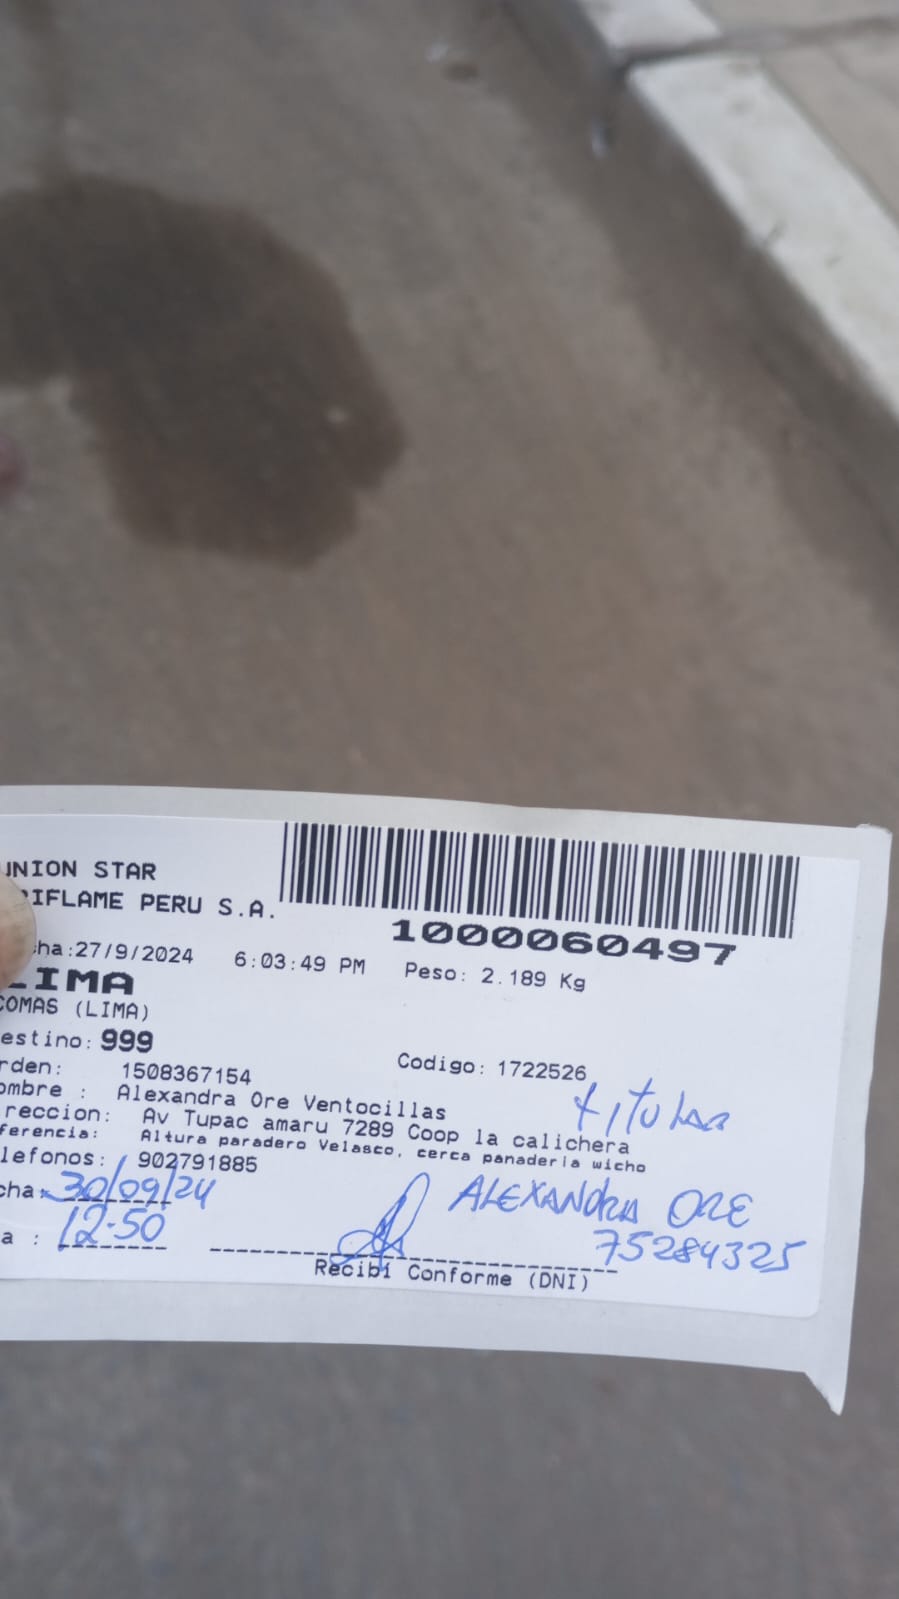 UNION STAR
RIFLAME PERU S.A.
1000060497
cha:27/9/2024 6:03:49 PM Peso: 2.189 Kg
LIMA
COMAS (LIMA)
estino: 999
rden: 1508367154 Codigo: 1722526
ombre : Alexandra Ore Ventocillas titular
reccion: Av Tupac amaru 7289 Coop la calichera
ferencia: Altura paradero Velasco, cerca panaderia wicho
lefonos: 902791885
cha: 30/09/24 ALEXANDRA ORE
a : 12:50 75284325
Recibi Conforme (DNI)